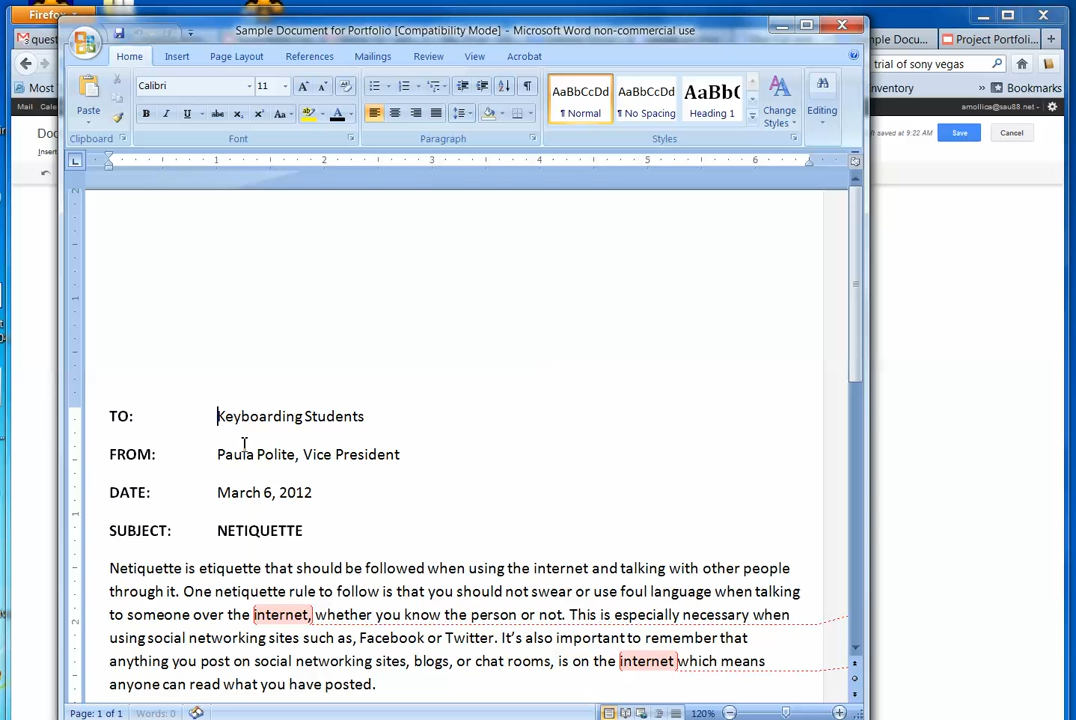 Firefox
Sample Document for Portfolio [Compatibility Mode] - Microsoft Word non-commercial use
quest
ple Docu...
Project Portfoli...
Home Insert Page Layout References Mailings Review View Acrobat
trial of sony vegas
Most
nventory
» Bookmarks
Calibri 11
Paste
AaBbCcDd AaBbCcDd AaBbC
¶ Normal ¶ No Spacing Heading 1
Change Styles
Editing
Clipboard Font Paragraph Styles
Mail Cale
amollica@sau88.net
Doc
ft saved at 9:22 AM
Save Cancel
Inser
1 2 3 4 5 6
TO: Keyboarding Students
FROM: Paula Polite, Vice President
DATE: March 6, 2012
SUBJECT: NETIQUETTE
Netiquette is etiquette that should be followed when using the internet and talking with other people
through it. One netiquette rule to follow is that you should not swear or use foul language when talking
to someone over the internet, whether you know the person or not. This is especially necessary when
using social networking sites such as, Facebook or Twitter. It's also important to remember that
anything you post on social networking sites, blogs, or chat rooms, is on the internet which means
anyone can read what you have posted.
Page: 1 of 1 Words: 0 120%